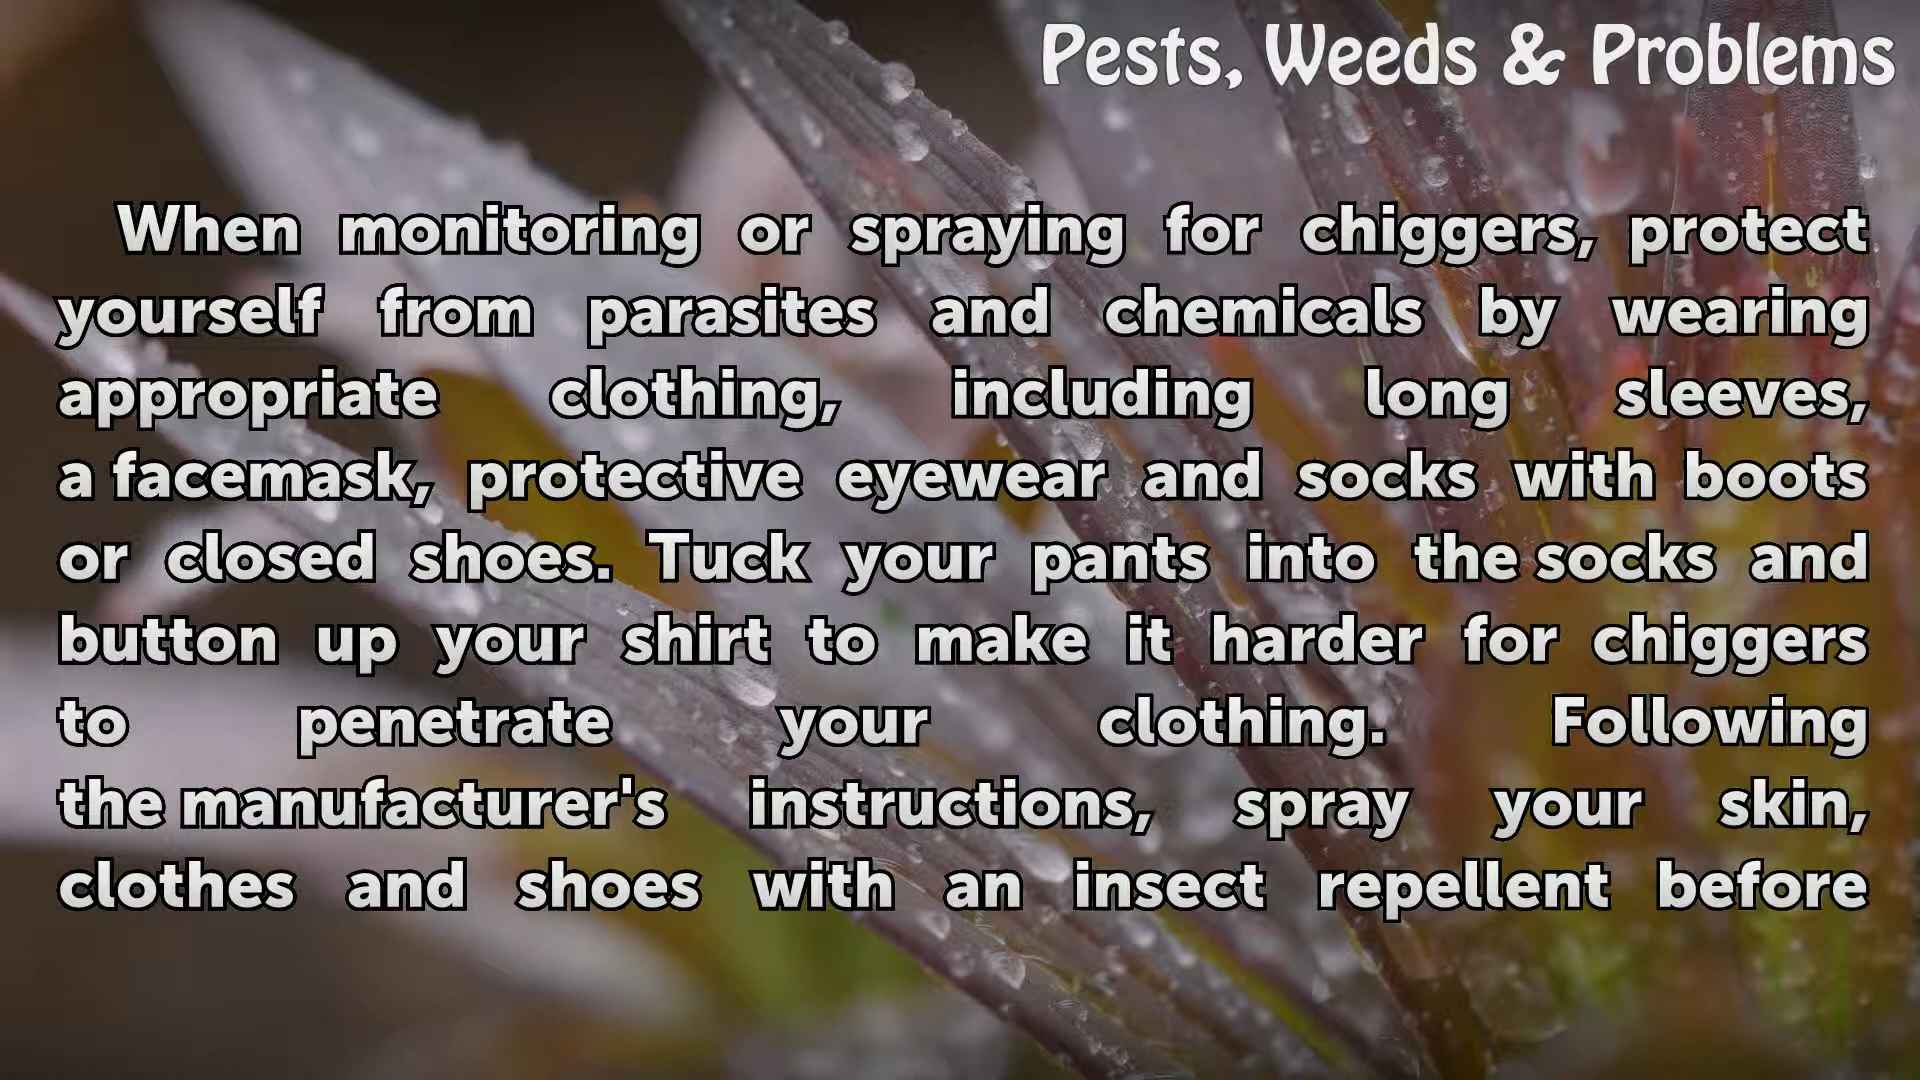 Pests, Weeds & Problems
When monitoring or spraying for chiggers, protect
yourself from parasites and chemicals by wearing
appropriate clothing, including long sleeves,
a facemask, protective eyewear and socks with boots
or closed shoes. Tuck your pants into the socks and
button up your shirt to make it harder for chiggers
to penetrate your clothing. Following
the manufacturer's instructions, spray your skin,
clothes and shoes with an insect repellent before